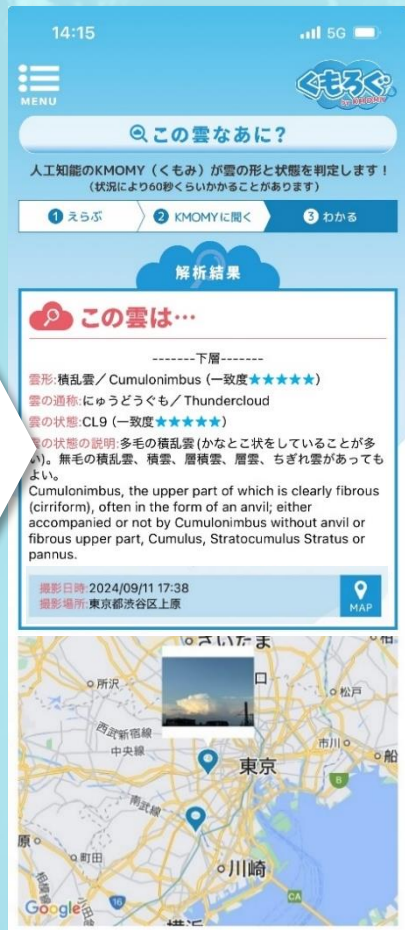 14:15
5G
MENU
くもろぐ
by KMOMY
この雲なあに？
人工知能のKMOMY（くもみ）が雲の形と状態を判定します！
（状況により60秒くらいかかることがあります）
1 えらぶ
2 KMOMYに聞く
3 わかる
解析結果
この雲は…
-------下層-------
雲形:積乱雲／Cumulonimbus (一致度★★★★★)
雲の通称:にゅうどうぐも／Thundercloud
雲の状態:CL9 (一致度★★★★★)
雲の状態の説明:多毛の積乱雲 (かなとこ状をしていることが多
い)。無毛の積乱雲、積雲、層積雲、層雲、ちぎれ雲があっても
よい。
Cumulonimbus, the upper part of which is clearly fibrous
(cirriform), often in the form of an anvil; either
accompanied or not by Cumulonimbus without anvil or
fibrous upper part, Cumulus, Stratocumulus Stratus or
pannus.
撮影日時:2024/09/11 17:38
撮影場所:東京都渋谷区上原
MAP
さいたま
柏
所沢
口
松戸
西武新宿線
中央線
市川
船
東京
B
南武線
原
町田
川崎
相模線
16
CA
Google
小田
横浜